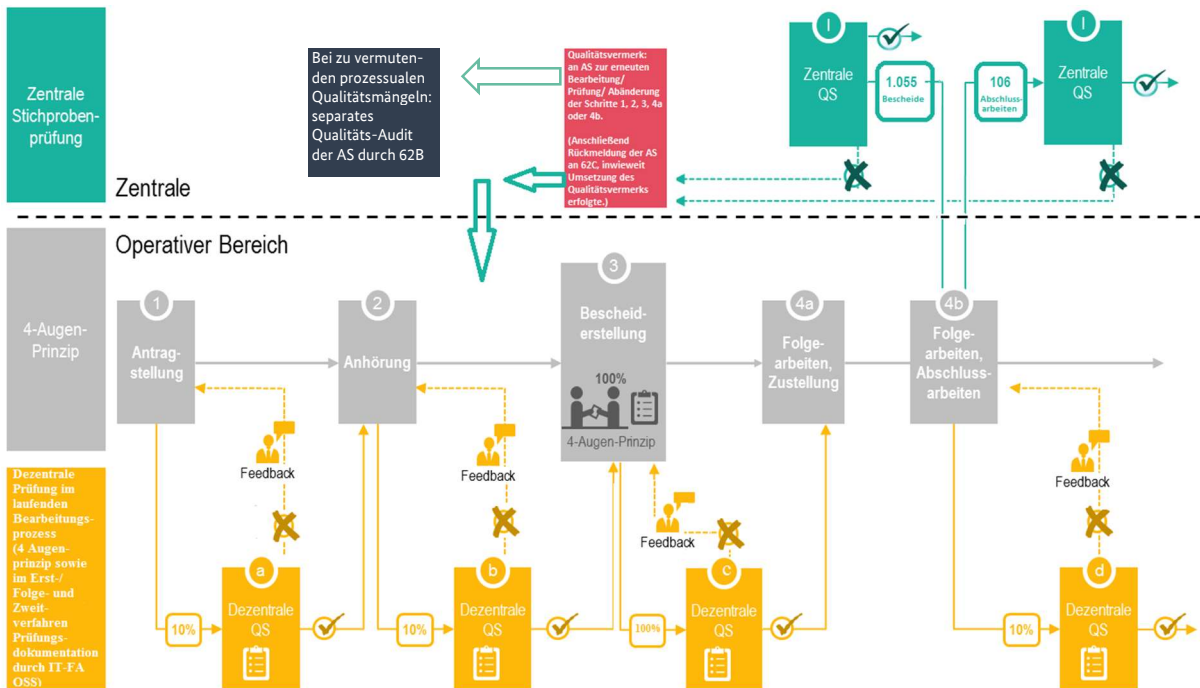 Zentrale
Stichproben-
prüfung
Zentrale
Bei zu vermuten-
den prozessualen
Qualitätsmängeln:
separates
Qualitäts-Audit
der AS durch 62B
Qualitätsvermerk:
an AS zur erneuten
Bearbeitung/
Prüfung/ Abänderung
der Schritte 1, 2, 3, 4a
oder 4b.
(Anschließend
Rückmeldung der AS
an 62C, inwieweit
Umsetzung des
Qualitätsvermerks
erfolgte.)
I
Zentrale
QS
1.055
Bescheide
106
Abschluss-
arbeiten
I
Zentrale
QS
Operativer Bereich
4-Augen-
Prinzip
1
Antrag-
stellung
2
Anhörung
3
Bescheid-
erstellung
100%
4-Augen-Prinzip
4a
Folge-
arbeiten,
Zustellung
4b
Folge-
arbeiten,
Abschluss-
arbeiten
Feedback
Feedback
Feedback
Feedback
Dezentrale
Prüfung im
laufenden
Bearbeitungs-
prozess
(4 Augen-
prinzip sowie
im Erst-/
Folge- und
Zweit-
verfahren
Prüfungs-
dokumentation
durch IT-FA
OSS)
10%
a
Dezentrale
QS
10%
b
Dezentrale
QS
100%
c
Dezentrale
QS
10%
d
Dezentrale
QS